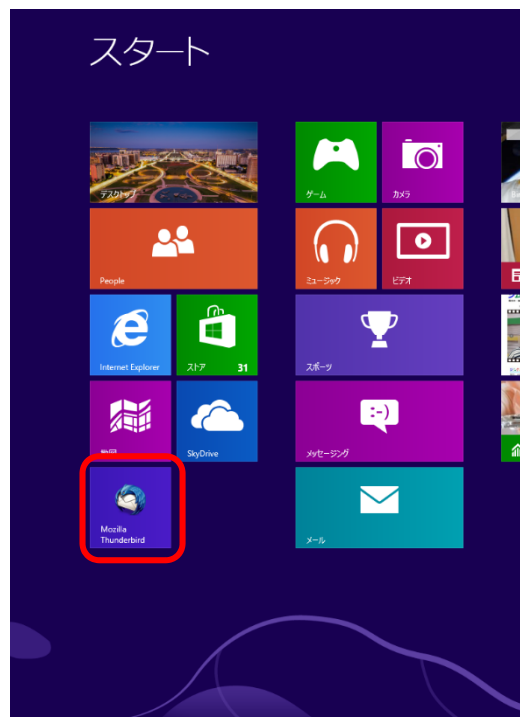 スタート
デスクトップ
ゲーム
カメラ
People
ミュージック
ビデオ
Internet Explorer
ストア
31
スポーツ
地図
SkyDrive
メッセージング
Mozilla
Thunderbird
メール